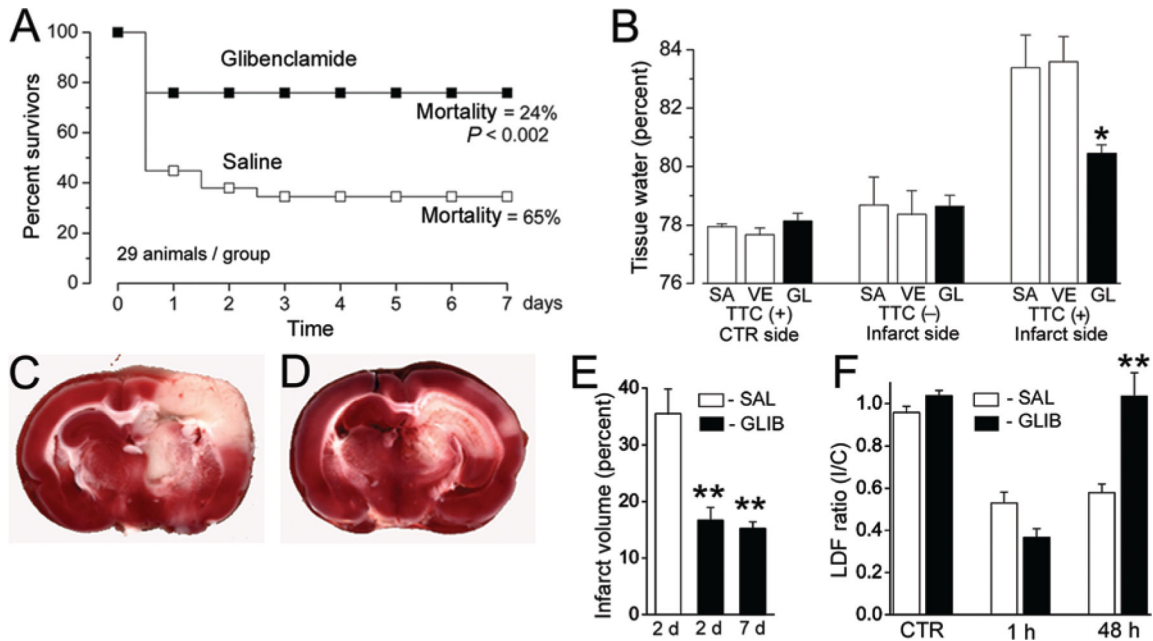 A
100
80
60
40
20
0
Percent survivors
Glibenclamide
Mortality = 24%
P < 0.002
Saline
Mortality = 65%
29 animals / group
0 1 2 3 4 5 6 7 days
Time
B
84
82
80
78
76
Tissue water (percent)
*
SA VE GL SA VE GL SA VE GL
TTC (+) TTC (–) TTC (+)
CTR side Infarct side Infarct side
C
D
E
40
30
20
10
0
Infarct volume (percent)
- SAL
- GLIB
** **
2 d 2 d 7 d
F
1.0
0.8
0.6
0.4
0.2
0.0
LDF ratio (I/C)
- SAL
- GLIB
**
CTR 1 h 48 h